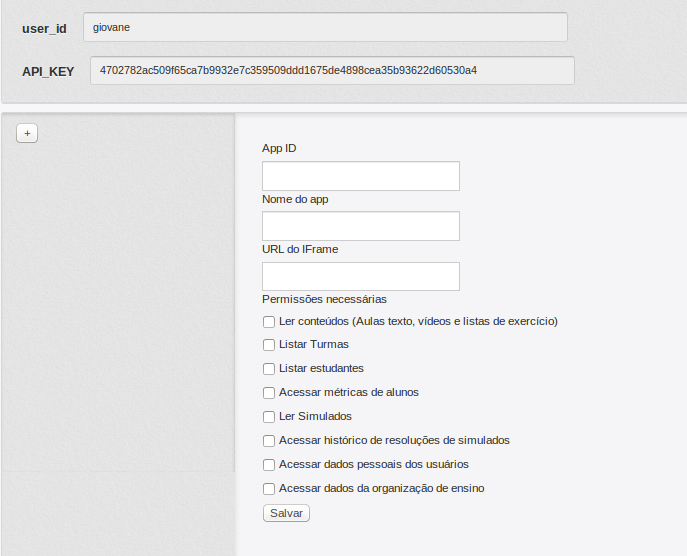 user_id giovane
API_KEY 4702782ac509f65ca7b9932e7c359509ddd1675de4898cea35b93622d60530a4
+
App ID
Nome do app
URL do IFrame
Permissões necessárias
Ler conteúdos (Aulas texto, vídeos e listas de exercício)
Listar Turmas
Listar estudantes
Acessar métricas de alunos
Ler Simulados
Acessar histórico de resoluções de simulados
Acessar dados pessoais dos usuários
Acessar dados da organização de ensino
Salvar